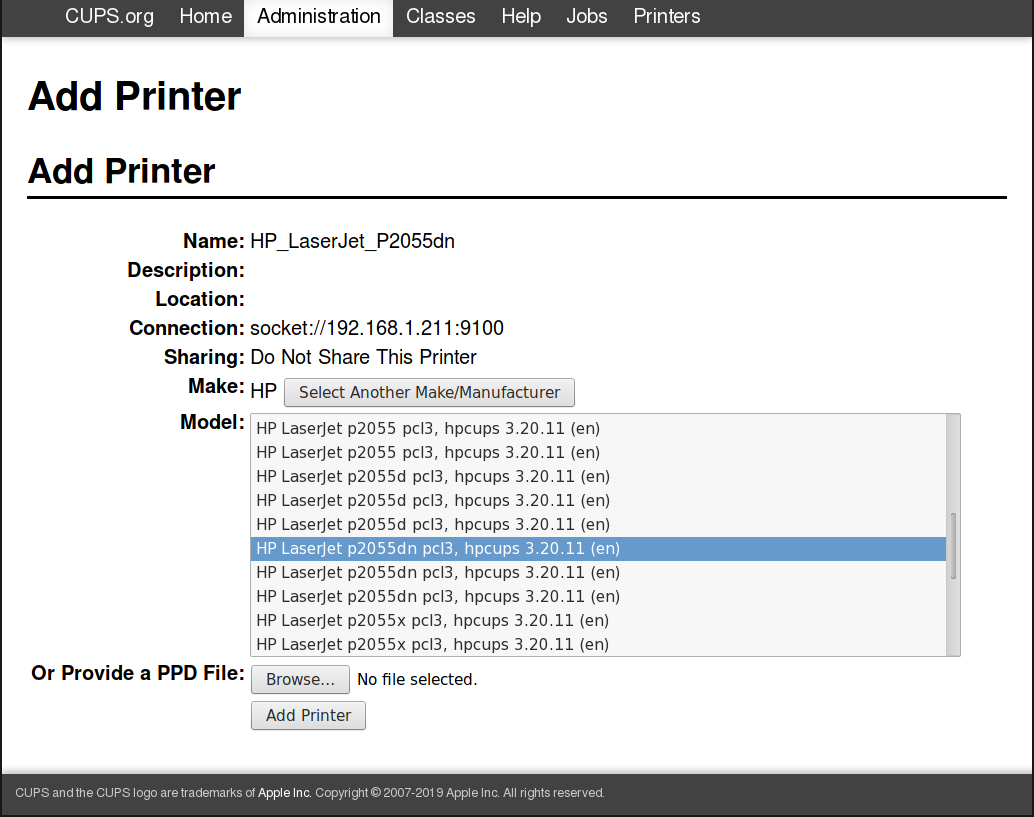 CUPS.org Home Administration Classes Help Jobs Printers
Add Printer
Add Printer
Name: HP_LaserJet_P2055dn
Description:
Location:
Connection: socket://192.168.1.211:9100
Sharing: Do Not Share This Printer
Make: HP Select Another Make/Manufacturer
Model:
HP LaserJet p2055 pcl3, hpcups 3.20.11 (en)
HP LaserJet p2055 pcl3, hpcups 3.20.11 (en)
HP LaserJet p2055d pcl3, hpcups 3.20.11 (en)
HP LaserJet p2055d pcl3, hpcups 3.20.11 (en)
HP LaserJet p2055d pcl3, hpcups 3.20.11 (en)
HP LaserJet p2055dn pcl3, hpcups 3.20.11 (en)
HP LaserJet p2055dn pcl3, hpcups 3.20.11 (en)
HP LaserJet p2055dn pcl3, hpcups 3.20.11 (en)
HP LaserJet p2055x pcl3, hpcups 3.20.11 (en)
HP LaserJet p2055x pcl3, hpcups 3.20.11 (en)
Or Provide a PPD File: Browse... No file selected.
Add Printer
CUPS and the CUPS logo are trademarks of Apple Inc. Copyright © 2007-2019 Apple Inc. All rights reserved.